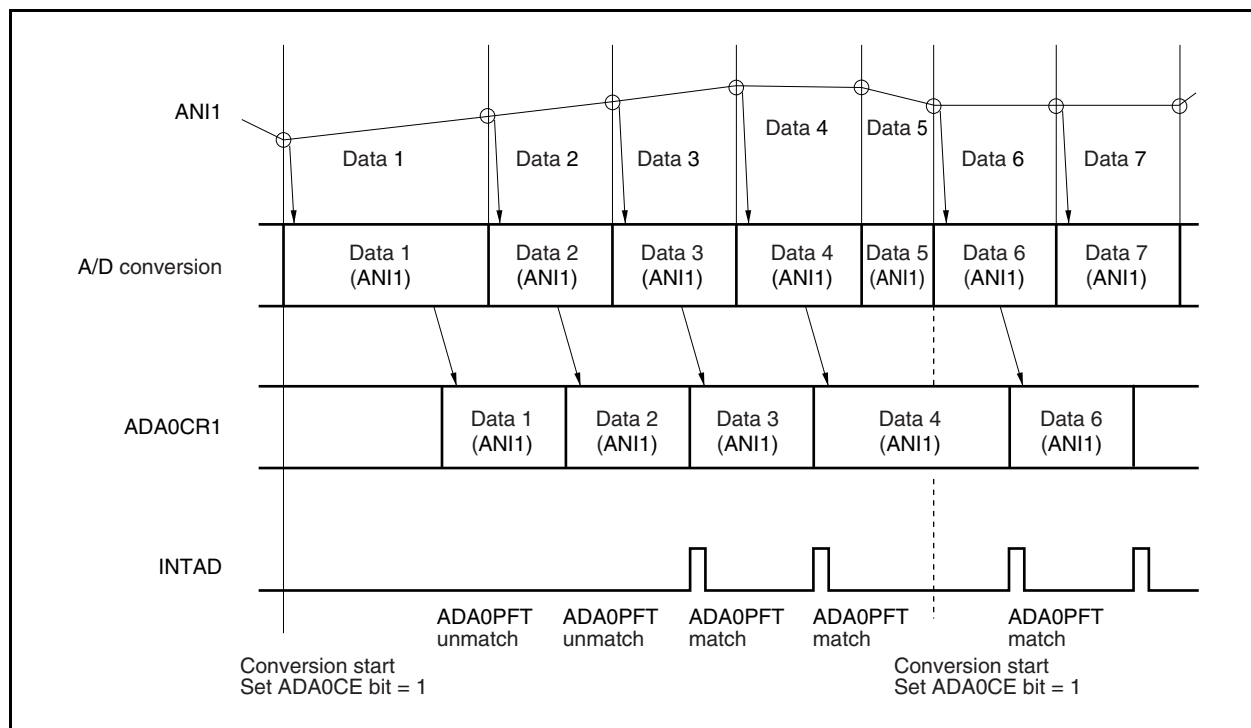 ANI1
Data 1
Data 2
Data 3
Data 4
Data 5
Data 6
Data 7
A/D conversion
Data 1
(ANI1)
Data 2
(ANI1)
Data 3
(ANI1)
Data 4
(ANI1)
Data 5
(ANI1)
Data 6
(ANI1)
Data 7
(ANI1)
ADA0CR1
Data 1
(ANI1)
Data 2
(ANI1)
Data 3
(ANI1)
Data 4
(ANI1)
Data 6
(ANI1)
INTAD
ADA0PFT
unmatch
ADA0PFT
unmatch
ADA0PFT
match
ADA0PFT
match
ADA0PFT
match
Conversion start
Set ADA0CE bit = 1
Conversion start
Set ADA0CE bit = 1